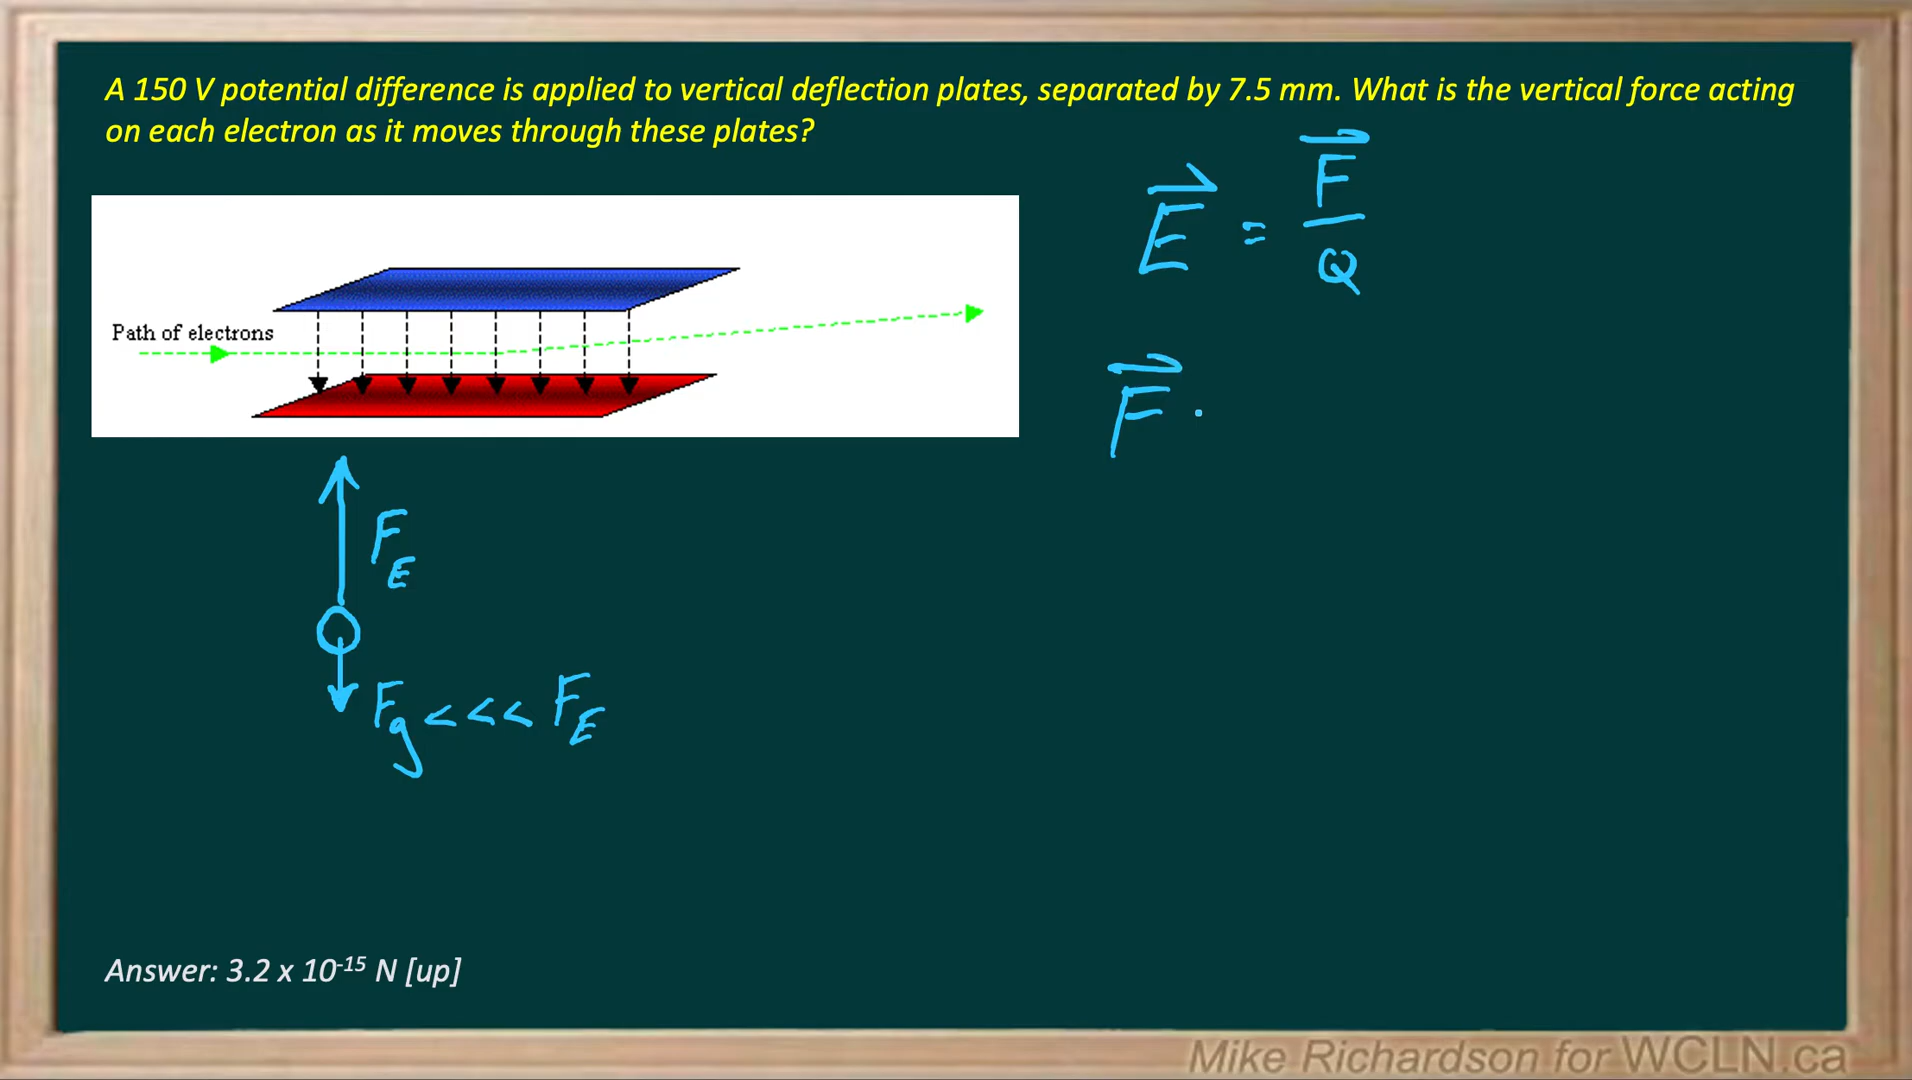 A 150 V potential difference is applied to vertical deflection plates, separated by 7.5 mm. What is the vertical force acting
on each electron as it moves through these plates?
E = F/Q
Path of electrons
F
F_E
F_g <<< F_E
Answer: 3.2 x 10⁻¹⁵ N [up]
Mike Richardson for WCLN.ca